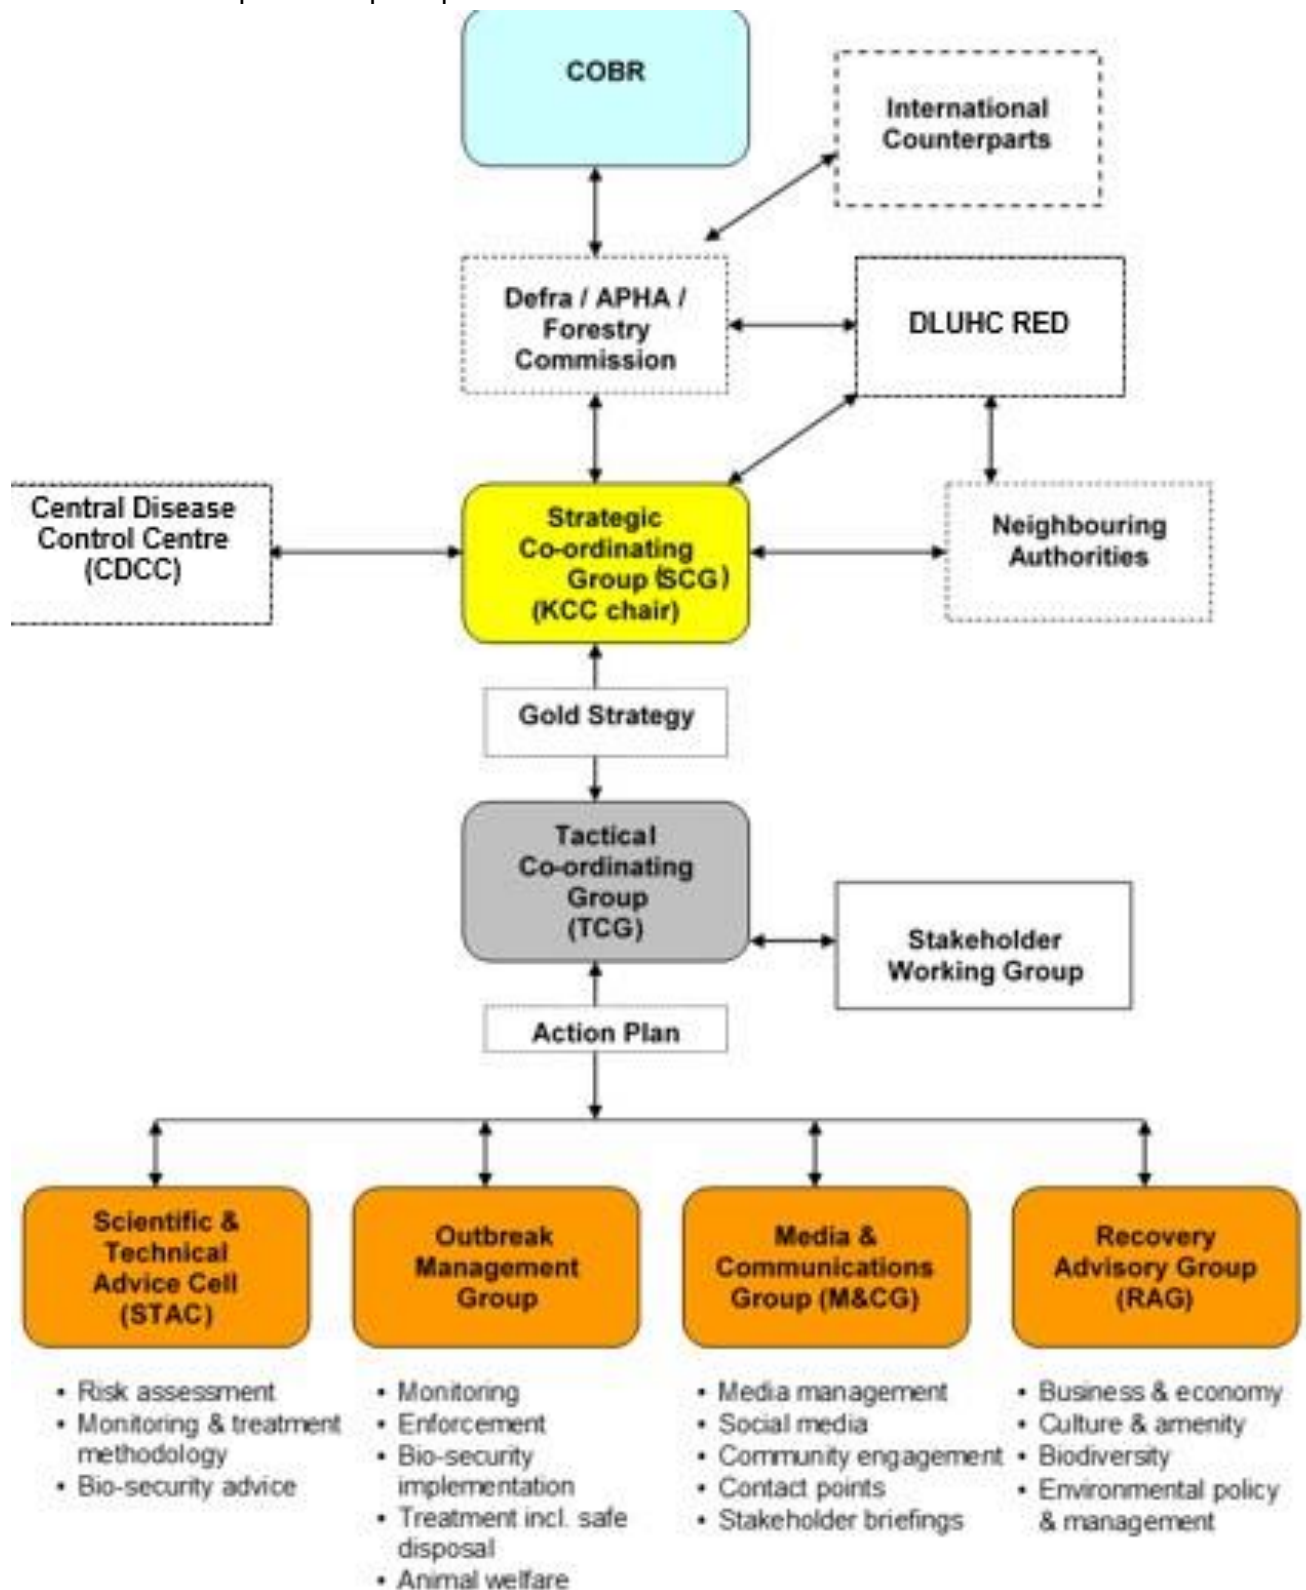 COBR
International
Counterparts
Defra / APHA /
Forestry
Commission
DLUHC RED
Central Disease
Control Centre
(CDCC)
Strategic
Co-ordinating
Group (SCG)
(KCC chair)
Neighbouring
Authorities
Gold Strategy
Tactical
Co-ordinating
Group
(TCG)
Stakeholder
Working Group
Action Plan
Scientific &
Technical
Advice Cell
(STAC)
Outbreak
Management
Group
Media &
Communications
Group (M&CG)
Recovery
Advisory Group
(RAG)
• Risk assessment
• Monitoring & treatment
methodology
• Bio-security advice
• Monitoring
• Enforcement
• Bio-security
implementation
• Treatment incl. safe
disposal
• Animal welfare
• Media management
• Social media
• Community engagement
• Contact points
• Stakeholder briefings
• Business & economy
• Culture & amenity
• Biodiversity
• Environmental policy
& management